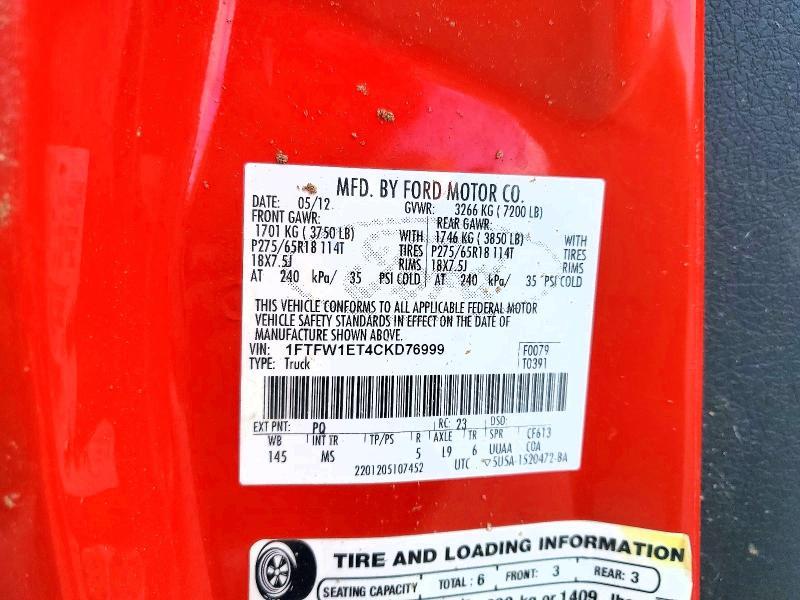 MFD. BY FORD MOTOR CO.
DATE: 05/12 GVWR: 3266 KG ( 7200 LB)
FRONT GAWR: REAR GAWR:
1701 KG ( 3750 LB) WITH 1746 KG ( 3850 LB) WITH
P275/65R18 114T TIRES P275/65R18 114T TIRES
18X7.5J RIMS 18X7.5J RIMS
AT 240 kPa/ 35 PSI COLD AT 240 kPa/ 35 PSI COLD
THIS VEHICLE CONFORMS TO ALL APPLICABLE FEDERAL MOTOR
VEHICLE SAFETY STANDARDS IN EFFECT ON THE DATE OF
MANUFACTURE SHOWN ABOVE.
VIN: 1FTFW1ET4CKD76999 F0079
TYPE: Truck T0391
EXT PNT: PQ RC: 23 DSO:
WB INT TR TP/PS R AXLE TR SPR CF613
145 MS 5 L9 6 UUAA COA
2201205107452 UTC ▽5U5A-1520472-BA
TIRE AND LOADING INFORMATION
SEATING CAPACITY TOTAL : 6 FRONT: 3 REAR: 3
kg or 1409